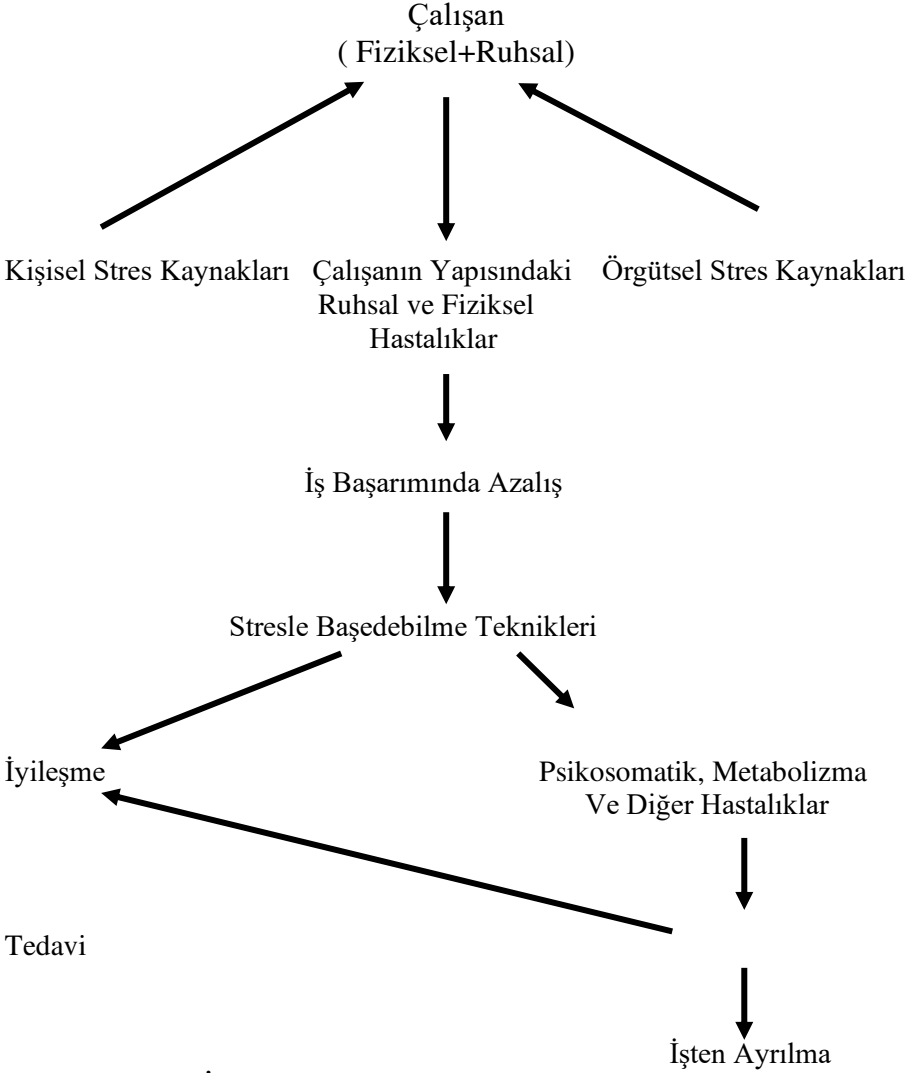 Çalışan
( Fiziksel+Ruhsal)
Kişisel Stres Kaynakları Çalışanın Yapısındaki Örgütsel Stres Kaynakları
Ruhsal ve Fiziksel
Hastalıklar
İş Başarımında Azalış
Stresle Başedebilme Teknikleri
İyileşme
Psikosomatik, Metabolizma
Ve Diğer Hastalıklar
Tedavi
İşten Ayrılma